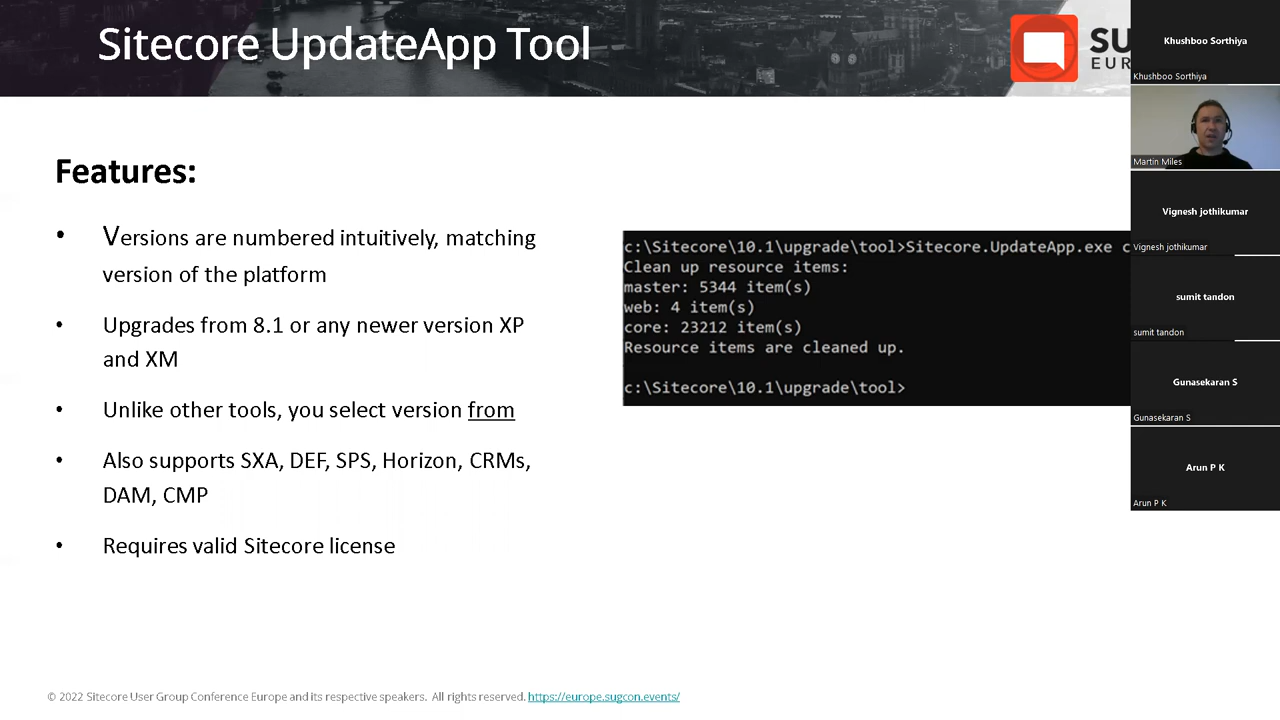 Sitecore UpdateApp Tool
SU
EUR
Features:
• Versions are numbered intuitively, matching
version of the platform
• Upgrades from 8.1 or any newer version XP
and XM
• Unlike other tools, you select version from
• Also supports SXA, DEF, SPS, Horizon, CRMs,
DAM, CMP
• Requires valid Sitecore license
c:\Sitecore\10.1\upgrade\tool>Sitecore.UpdateApp.exe c
Clean up resource items:
master: 5344 item(s)
web: 4 item(s)
core: 23212 item(s)
Resource items are cleaned up.
c:\Sitecore\10.1\upgrade\tool>
Khushboo Sorthiya
Khushboo Sorthiya
Martin Miles
Vignesh jothikumar
Vignesh jothikumar
sumit tandon
sumit tandon
Gunasekaran S
Gunasekaran S
Arun P K
Arun P K
© 2022 Sitecore User Group Conference Europe and its respective speakers. All rights reserved. https://europe.sugcon.events/